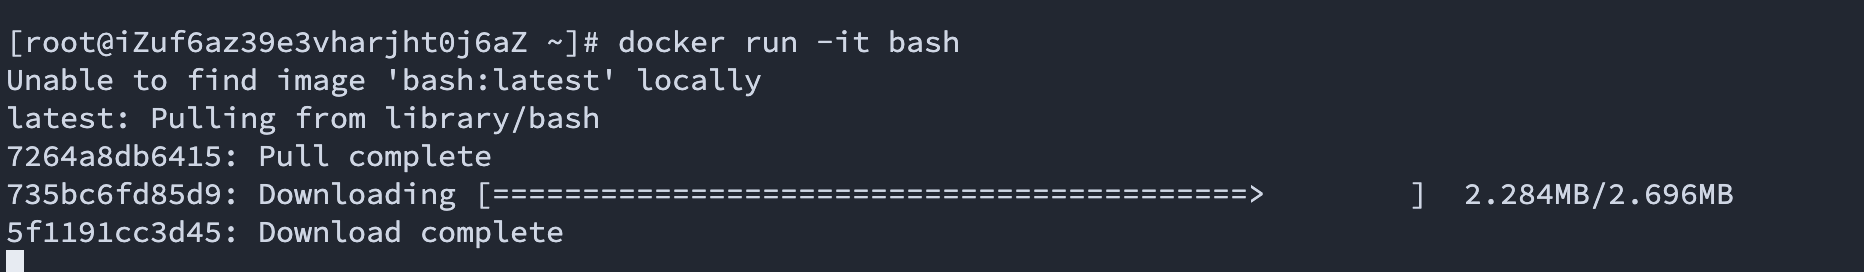 [root@iZuf6az39e3vharjht0j6aZ ~]# docker run -it bash
Unable to find image 'bash:latest' locally
latest: Pulling from library/bash
7264a8db6415: Pull complete
735bc6fd85d9: Downloading [==========================================>        ]  2.284MB/2.696MB
5f1191cc3d45: Download complete